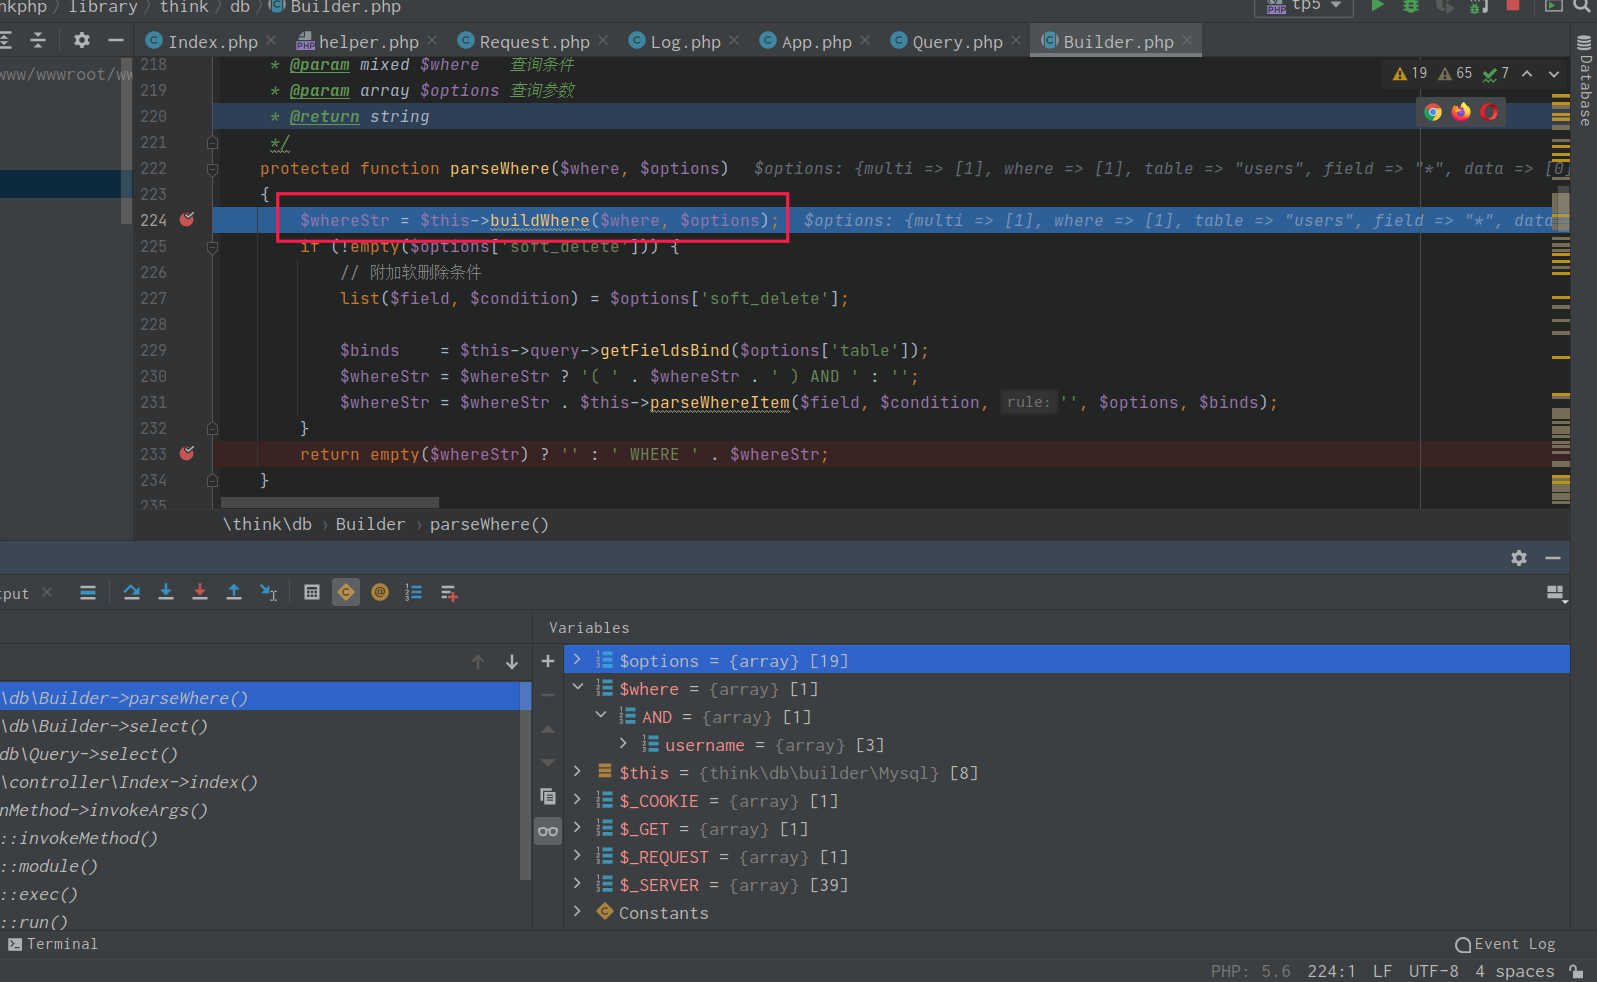 nkphp › library › think › db › Builder.php
tp5
Index.php × helper.php × Request.php × Log.php × App.php × Query.php × Builder.php ×
www/wwwroot/ww
19 65 7
Database
218 * @param mixed $where 查询条件
219 * @param array $options 查询参数
220 * @return string
221 */
222 protected function parseWhere($where, $options) $options: {multi => [1], where => [1], table => "users", field => "*", data => [0]
223 {
224 $whereStr = $this->buildWhere($where, $options); $options: {multi => [1], where => [1], table => "users", field => "*", data
225 if (!empty($options['soft_delete'])) {
226 // 附加软删除条件
227 list($field, $condition) = $options['soft_delete'];
228
229 $binds = $this->query->getFieldsBind($options['table']);
230 $whereStr = $whereStr ? '( ' . $whereStr . ' ) AND ' : '';
231 $whereStr = $whereStr . $this->parseWhereItem($field, $condition, rule: '', $options, $binds);
232 }
233 return empty($whereStr) ? '' : ' WHERE ' . $whereStr;
234 }
235
\think\db › Builder › parseWhere()
tput ×
Variables
\db\Builder->parseWhere()
\db\Builder->select()
db\Query->select()
\controller\Index->index()
nMethod->invokeArgs()
::invokeMethod()
::module()
::exec()
::run()
$options = {array} [19]
$where = {array} [1]
AND = {array} [1]
username = {array} [3]
$this = {think\db\builder\Mysql} [8]
$_COOKIE = {array} [1]
$_GET = {array} [1]
$_REQUEST = {array} [1]
$_SERVER = {array} [39]
Constants
Terminal
Event Log
PHP: 5.6 224:1 LF UTF-8 4 spaces